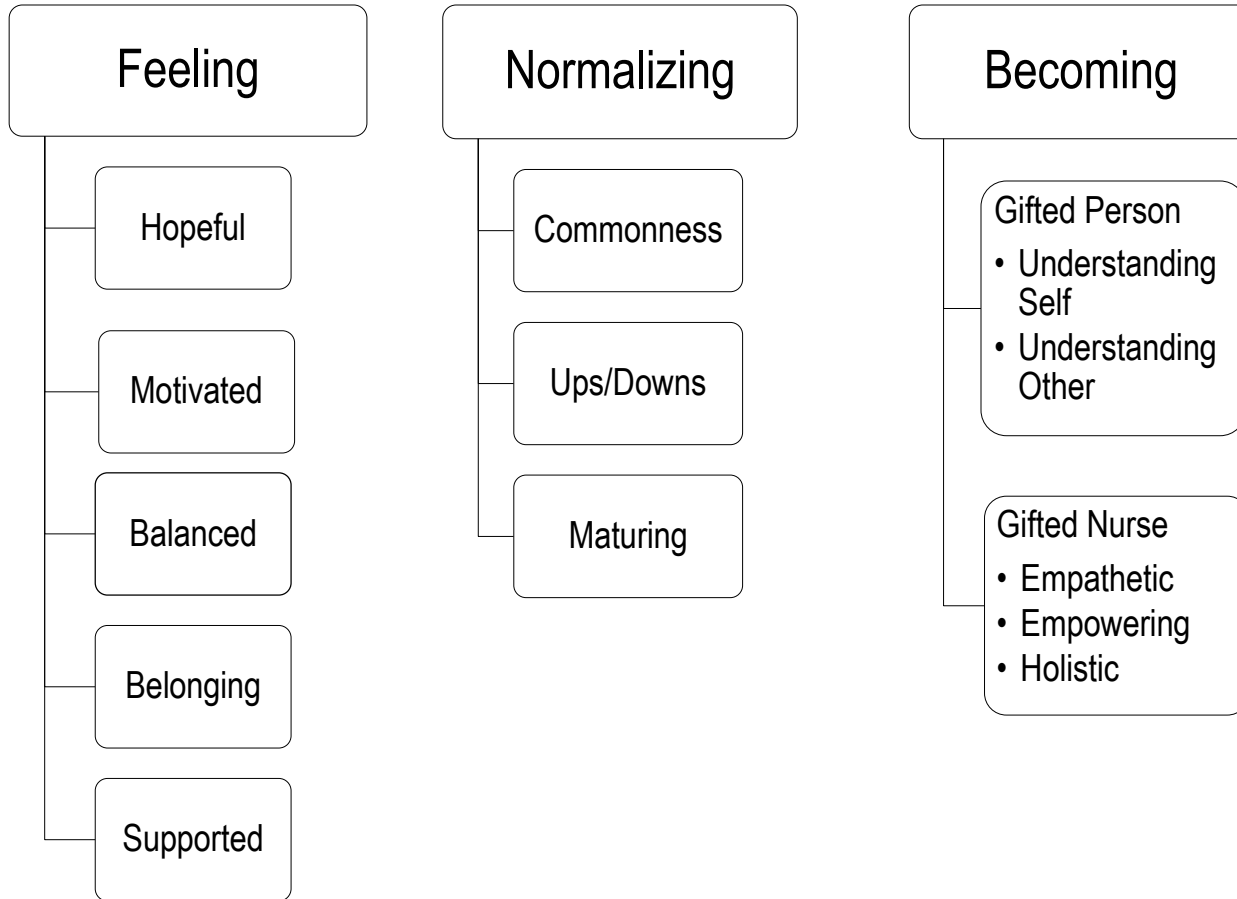 Feeling
Hopeful
Motivated
Balanced
Belonging
Supported
Normalizing
Commonness
Ups/Downs
Maturing
Becoming
Gifted Person
• Understanding
Self
• Understanding
Other
Gifted Nurse
• Empathetic
• Empowering
• Holistic